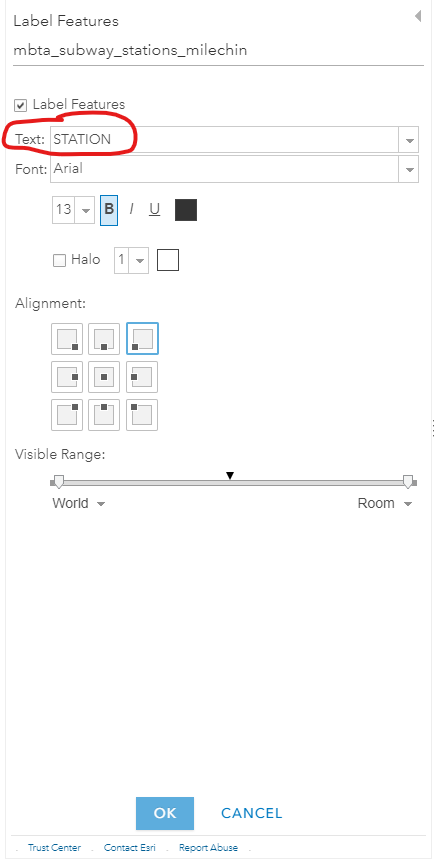 Label Features
mbta_subway_stations_milechin
Label Features
Text: STATION
Font: Arial
13 B I U
Halo 1
Alignment:
Visible Range:
World Room
OK CANCEL
Trust Center . Contact Esri . Report Abuse .